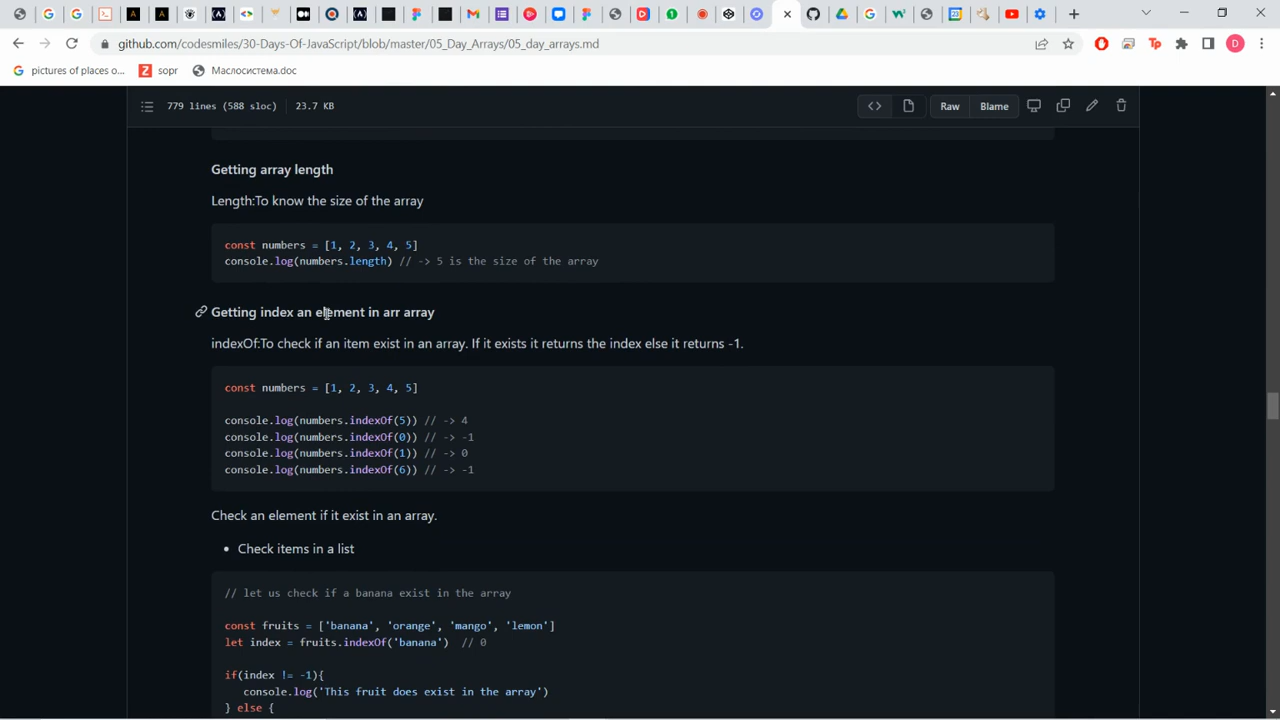 github.com/codesmiles/30-Days-Of-JavaScript/blob/master/05_Day_Arrays/05_day_arrays.md
pictures of places o... sopr Маслосистема.doc
779 lines (588 sloc) 23.7 KB Raw Blame
Getting array length
Length:To know the size of the array
const numbers = [1, 2, 3, 4, 5]
console.log(numbers.length) // -> 5 is the size of the array
Getting index an element in arr array
indexOf:To check if an item exist in an array. If it exists it returns the index else it returns -1.
const numbers = [1, 2, 3, 4, 5]
console.log(numbers.indexOf(5)) // -> 4
console.log(numbers.indexOf(0)) // -> -1
console.log(numbers.indexOf(1)) // -> 0
console.log(numbers.indexOf(6)) // -> -1
Check an element if it exist in an array.
• Check items in a list
// let us check if a banana exist in the array
const fruits = ['banana', 'orange', 'mango', 'lemon']
let index = fruits.indexOf('banana') // 0
if(index != -1){
console.log('This fruit does exist in the array')
} else {